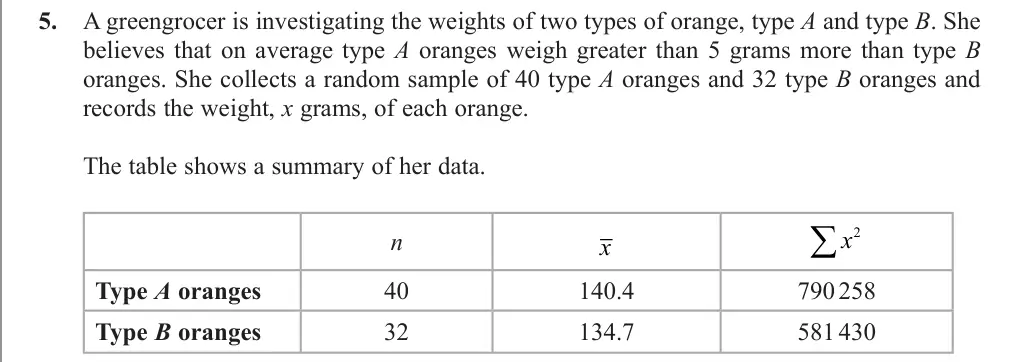 5. A greengrocer is investigating the weights of two types of orange, type A and type B. She
believes that on average type A oranges weigh greater than 5 grams more than type B
oranges. She collects a random sample of 40 type A oranges and 32 type B oranges and
records the weight, x grams, of each orange.
The table shows a summary of her data.
n x̄ ∑x²
Type A oranges 40 140.4 790 258
Type B oranges 32 134.7 581 430